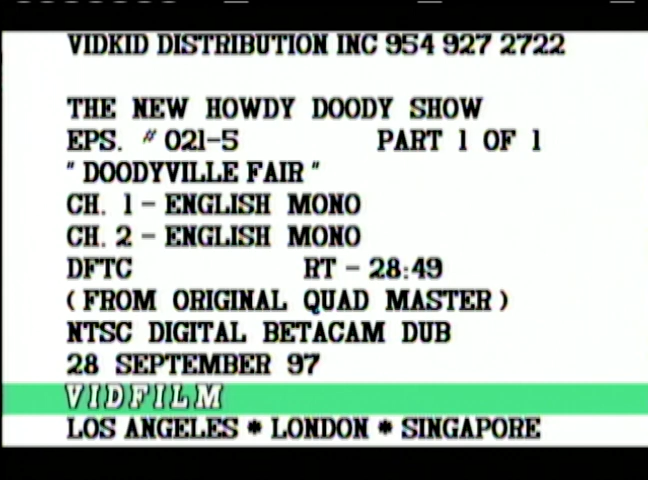 VIDKID DISTRIBUTION INC 954 927 2722
THE NEW HOWDY DOODY SHOW
EPS. # 021-5 PART 1 OF 1
" DOODYVILLE FAIR "
CH. 1 - ENGLISH MONO
CH. 2 - ENGLISH MONO
DFTC RT - 28:49
( FROM ORIGINAL QUAD MASTER )
NTSC DIGITAL BETACAM DUB
28 SEPTEMBER 97
VIDFILM
LOS ANGELES * LONDON * SINGAPORE